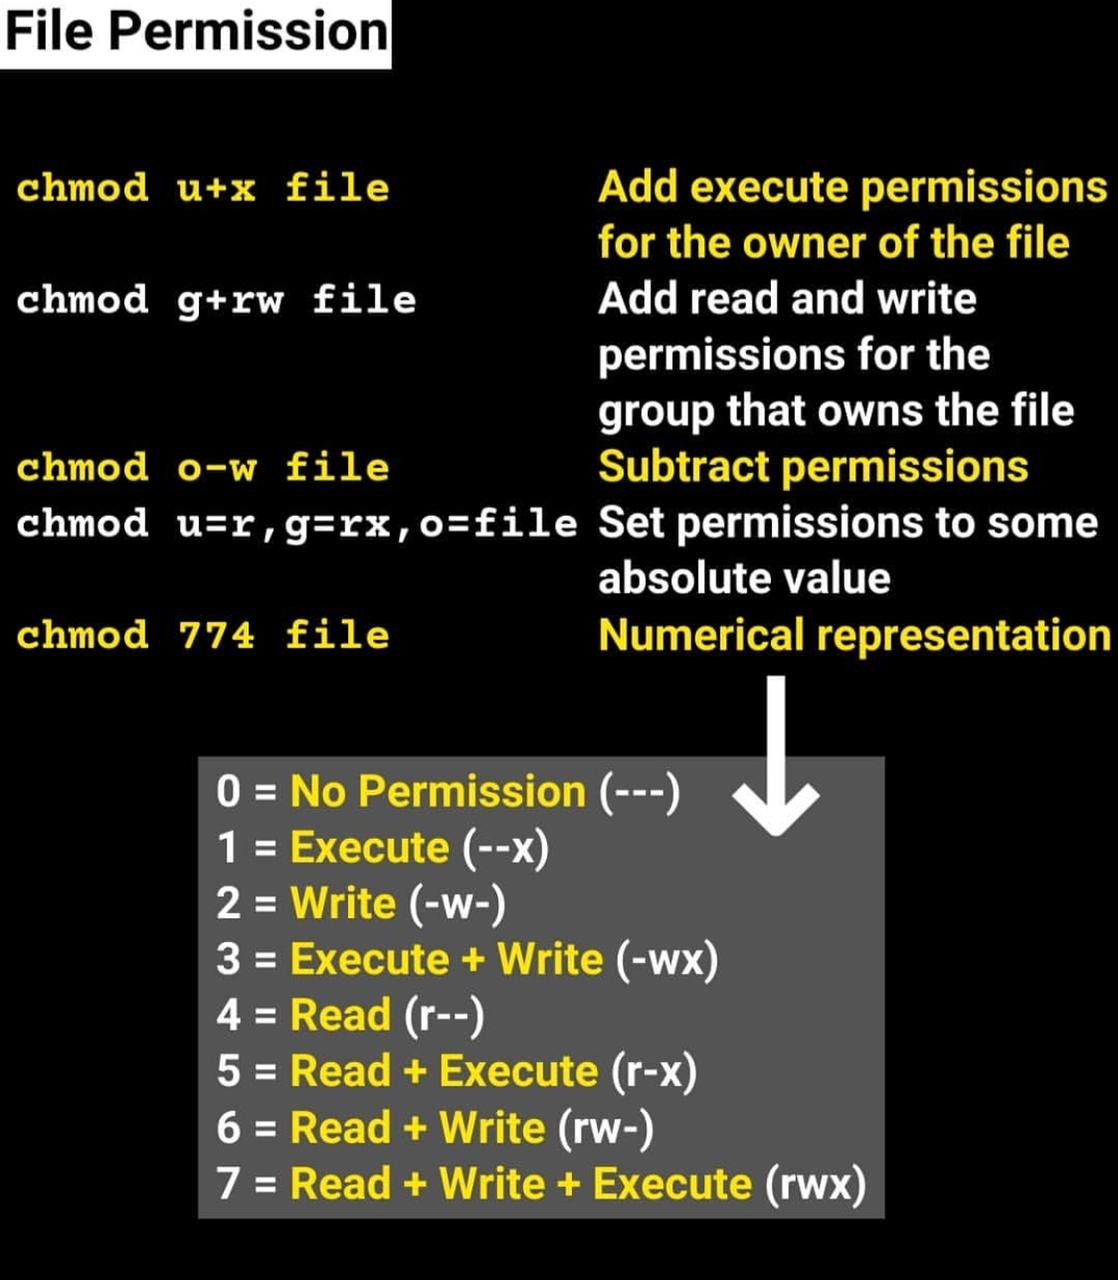 File Permission
chmod u+x file Add execute permissions
for the owner of the file
chmod g+rw file Add read and write
permissions for the
group that owns the file
chmod o-w file Subtract permissions
chmod u=r,g=rx,o=file Set permissions to some
absolute value
chmod 774 file Numerical representation
0 = No Permission (---)
1 = Execute (--x)
2 = Write (-w-)
3 = Execute + Write (-wx)
4 = Read (r--)
5 = Read + Execute (r-x)
6 = Read + Write (rw-)
7 = Read + Write + Execute (rwx)